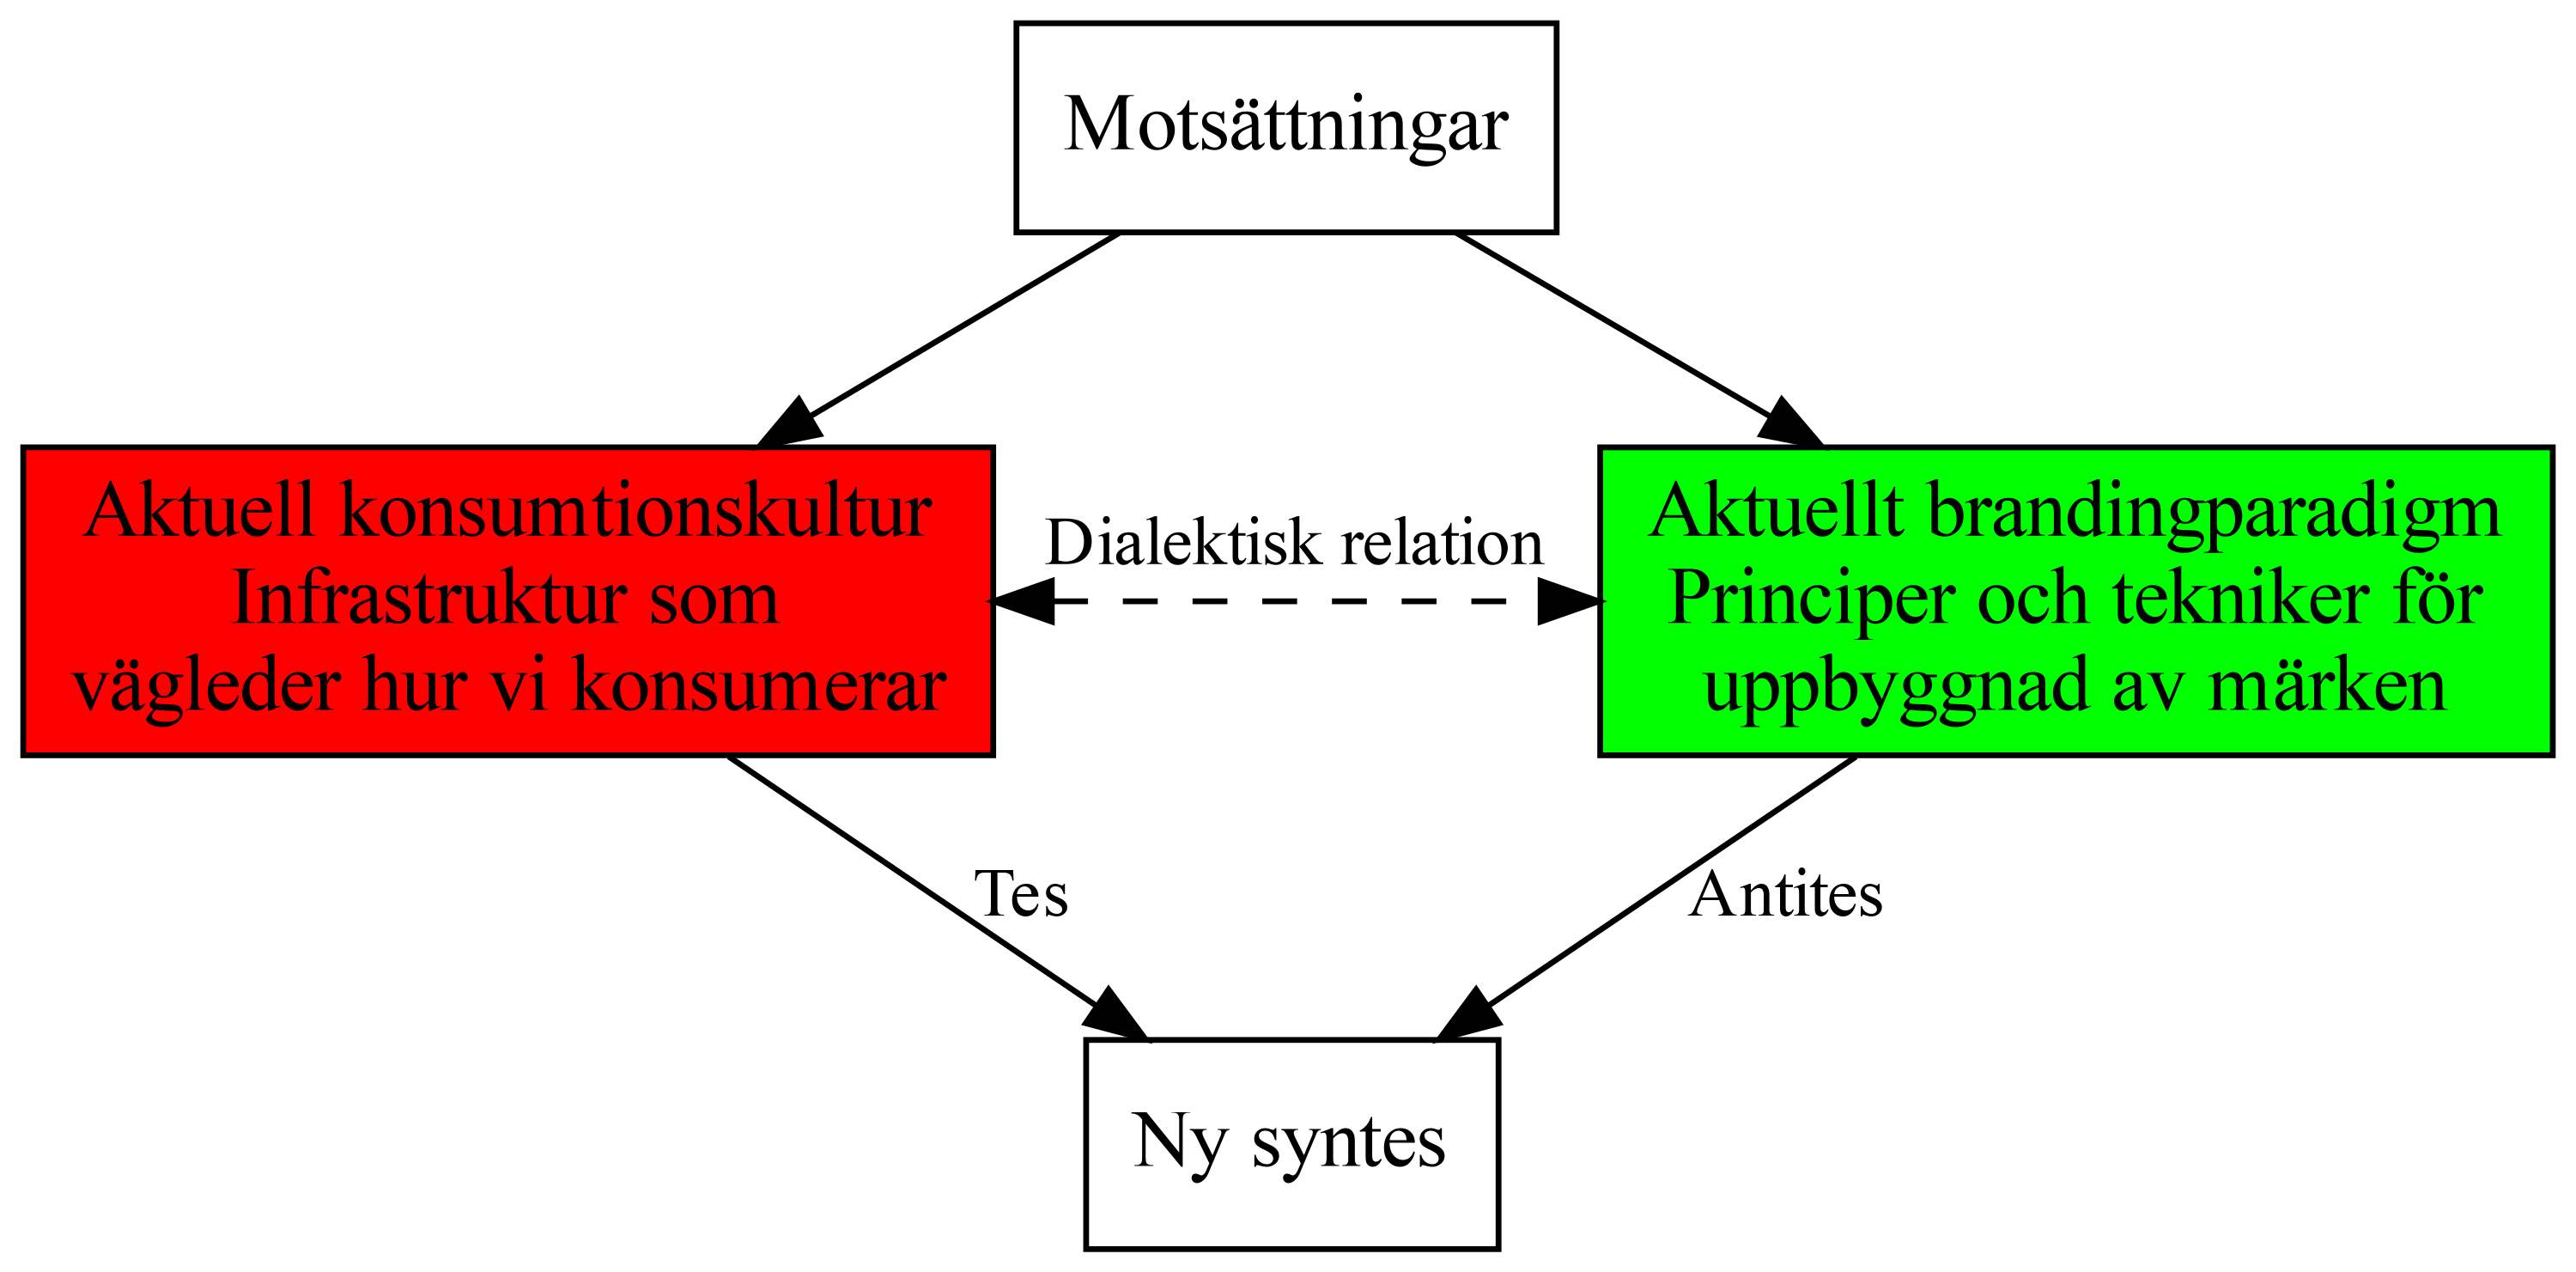 Motsättningar
Aktuell konsumtionskultur
Infrastruktur som
vägleder hur vi konsumerar
Dialektisk relation
Aktuellt brandingparadigm
Principer och tekniker för
uppbyggnad av märken
Tes
Antites
Ny syntes